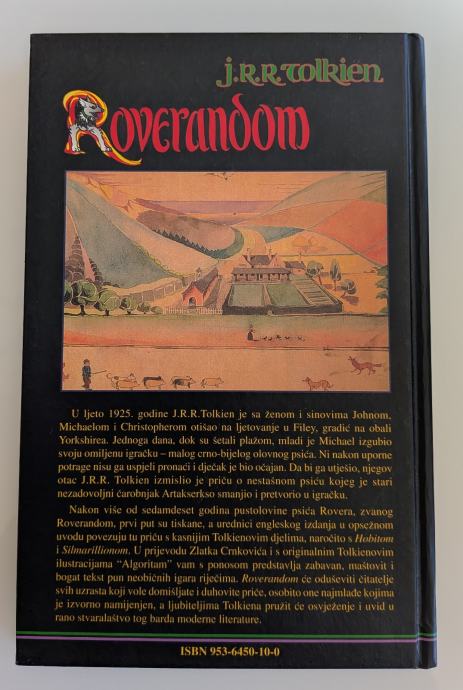 J.R.R. Tolkien
Roverandom
U ljeto 1925. godine J.R.R.Tolkien je sa ženom i sinovima Johnom,
Michaelom i Christopherom otišao na ljetovanje u Filey, gradić na obali
Yorkshirea. Jednoga dana, dok su šetali plažom, mladi je Michael izgubio
svoju omiljenu igračku – malog crno-bijelog olovnog psića. Ni nakon uporne
potrage nisu ga uspjeli pronaći i dječak je bio očajan. Da bi ga utješio, njegov
otac J.R.R. Tolkien izmislio je priču o nestašnom psiću kojeg je stari
nezadovoljni čarobnjak Artakserkso smanjio i pretvorio u igračku.
Nakon više od sedamdeset godina pustolovine psića Rovera, zvanog
Roverandom, prvi put su tiskane, a urednici engleskog izdanja u opsežnom
uvodu povezuju tu priču s kasnijim Tolkienovim djelima, naročito s Hobitom
i Silmarillionom. U prijevodu Zlatka Crnkovića i s originalnim Tolkienovim
ilustracijama “Algoritam” vam s ponosom predstavlja zabavan, maštovit i
bogat tekst pun neobičnih igara riječima. Roverandom će oduševiti čitatelje
svih uzrasta koji vole domišljate i duhovite priče, osobito one najmlađe kojima
je izvorno namijenjen, a ljubiteljima Tolkiena pružit će osvježenje i uvid u
rano stvaralaštvo tog barda moderne literature.
ISBN 953-6450-10-0